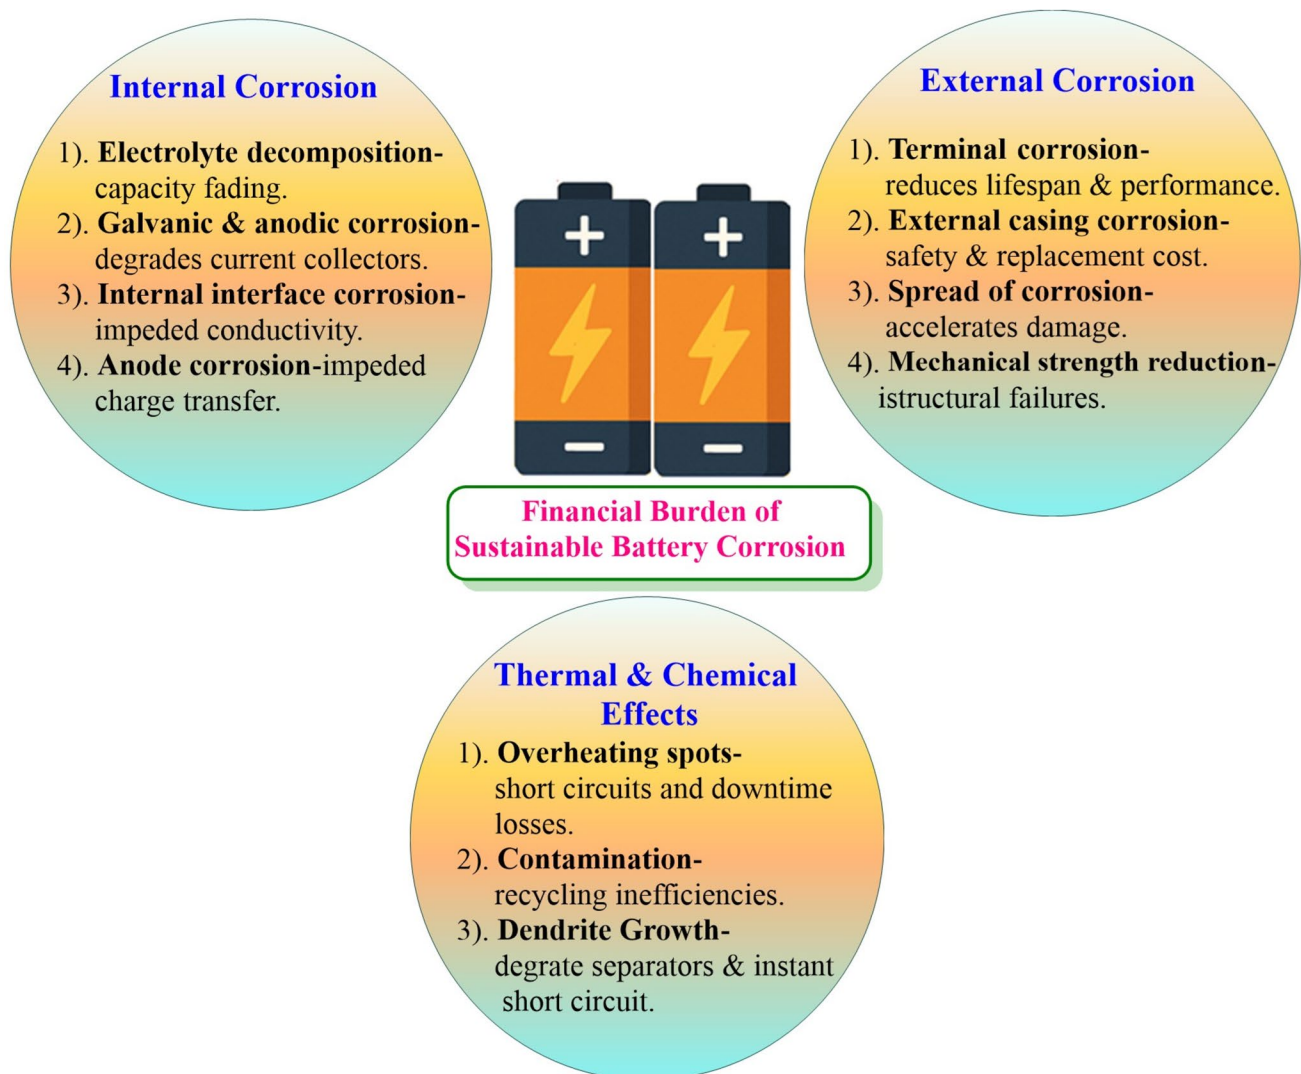 Internal Corrosion
1). Electrolyte decomposition-
capacity fading.
2). Galvanic & anodic corrosion-
degrades current collectors.
3). Internal interface corrosion-
impeded conductivity.
4). Anode corrosion-impeded
charge transfer.
External Corrosion
1). Terminal corrosion-
reduces lifespan & performance.
2). External casing corrosion-
safety & replacement cost.
3). Spread of corrosion-
accelerates damage.
4). Mechanical strength reduction-
istructural failures.
+ +
− −
Financial Burden of
Sustainable Battery Corrosion
Thermal & Chemical
Effects
1). Overheating spots-
short circuits and downtime
losses.
2). Contamination-
recycling inefficiencies.
3). Dendrite Growth-
degrate separators & instant
short circuit.